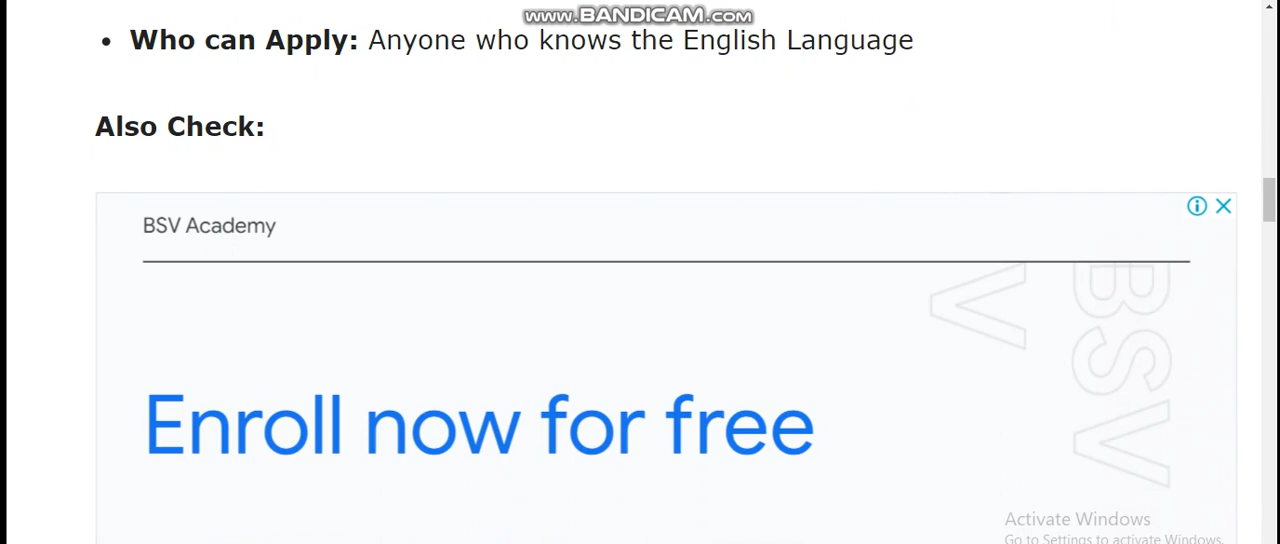 www.BANDICAM.com
• Who can Apply: Anyone who knows the English Language
Also Check:
BSV Academy
BSV
V
Enroll now for free
Activate Windows
Go to Settings to activate Windows.